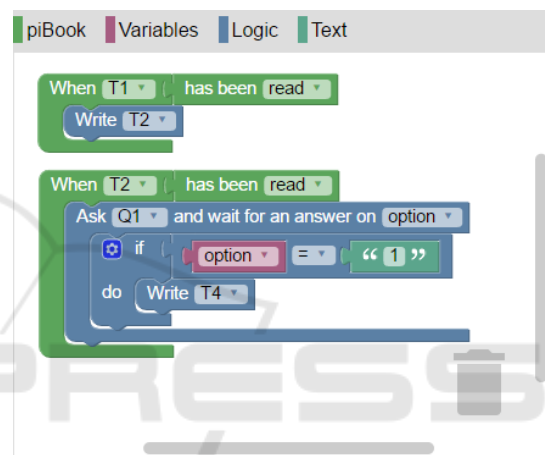 piBook Variables Logic Text
When T1 has been read
Write T2
When T2 has been read
Ask Q1 and wait for an answer on option
if option = “ 1 ”
do Write T4
PRESS